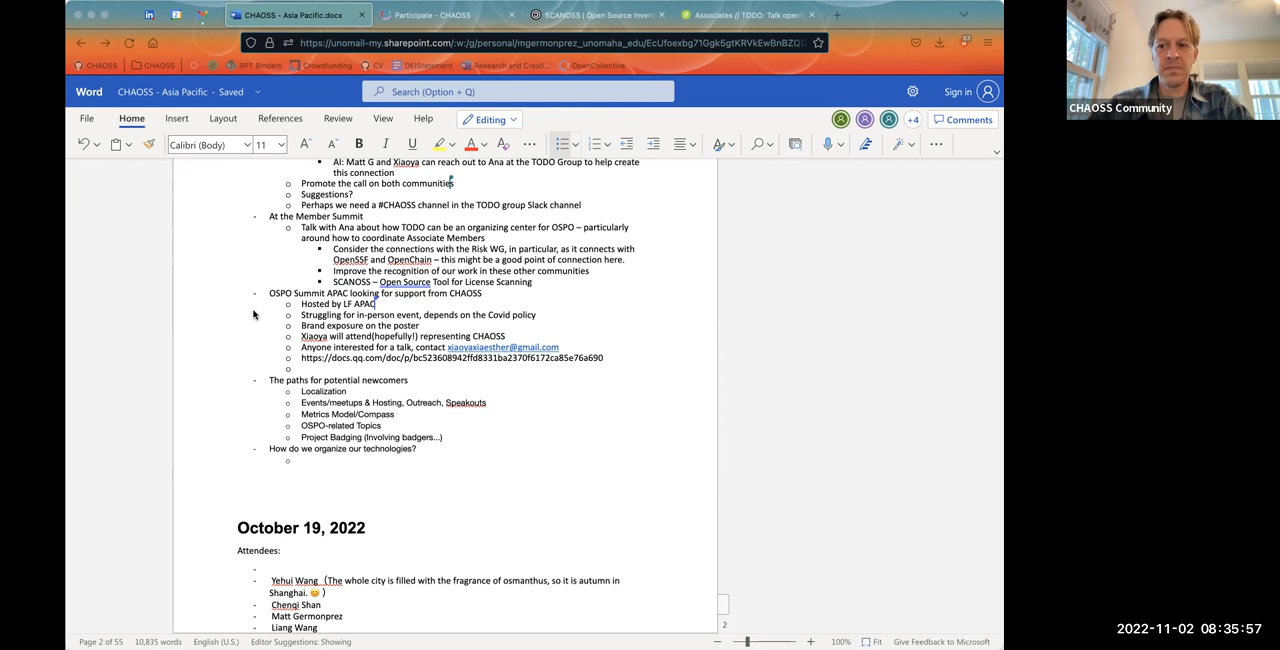 CHAOSS - Asia Pacific.docx
Participate - CHAOSS
SCANOSS | Open Source Inven
Associates // TODO: Talk openly
https://unomail-my.sharepoint.com/:w:/g/personal/mgermonprez_unomaha_edu/EcUfoexbg71Ggk5gtKRVkEwBnBZQD
83
CHAOSS
CHAOSS
RPT Binders
Crowdfunding
CV
DEIStatement
Research and Creati...
OpenCollective
Word
CHAOSS - Asia Pacific - Saved
Search (Option + Q)
Sign in
File
Home
Insert
Layout
References
Review
View
Help
Editing
+4
Comments
Calibri (Body)
11
AI: Matt G and Xiaoya can reach out to Ana at the TODO Group to help create
this connection
Promote the call on both communities
Suggestions?
Perhaps we need a #CHAOSS channel in the TODO group Slack channel
- At the Member Summit
Talk with Ana about how TODO can be an organizing center for OSPO – particularly
around how to coordinate Associate Members
Consider the connections with the Risk WG, in particular, as it connects with
OpenSSF and OpenChain – this might be a good point of connection here.
Improve the recognition of our work in these other communities
SCANOSS – Open Source Tool for License Scanning
- OSPO Summit APAC looking for support from CHAOSS
Hosted by LF APAC
Struggling for in-person event, depends on the Covid policy
Brand exposure on the poster
Xiaoya will attend(hopefully!) representing CHAOSS
Anyone interested for a talk, contact xiaoyaxiaesther@gmail.com
https://docs.qq.com/doc/p/bc523608942ffd8331ba2370f6172ca85e76a690
- The paths for potential newcomers
Localization
Events/meetups & Hosting, Outreach, Speakouts
Metrics Model/Compass
OSPO-related Topics
Project Badging (Involving badgers...)
- How do we organize our technologies?
October 19, 2022
Attendees:
-
- Yehui Wang（The whole city is filled with the fragrance of osmanthus, so it is autumn in
Shanghai. 😊 )
- Chenqi Shan
- Matt Germonprez
- Liang Wang
2
Page 2 of 55
10,835 words
English (U.S.)
Editor Suggestions: Showing
100%
Fit
Give Feedback to Microsoft
CHAOSS Community
2022-11-02 08:35:57